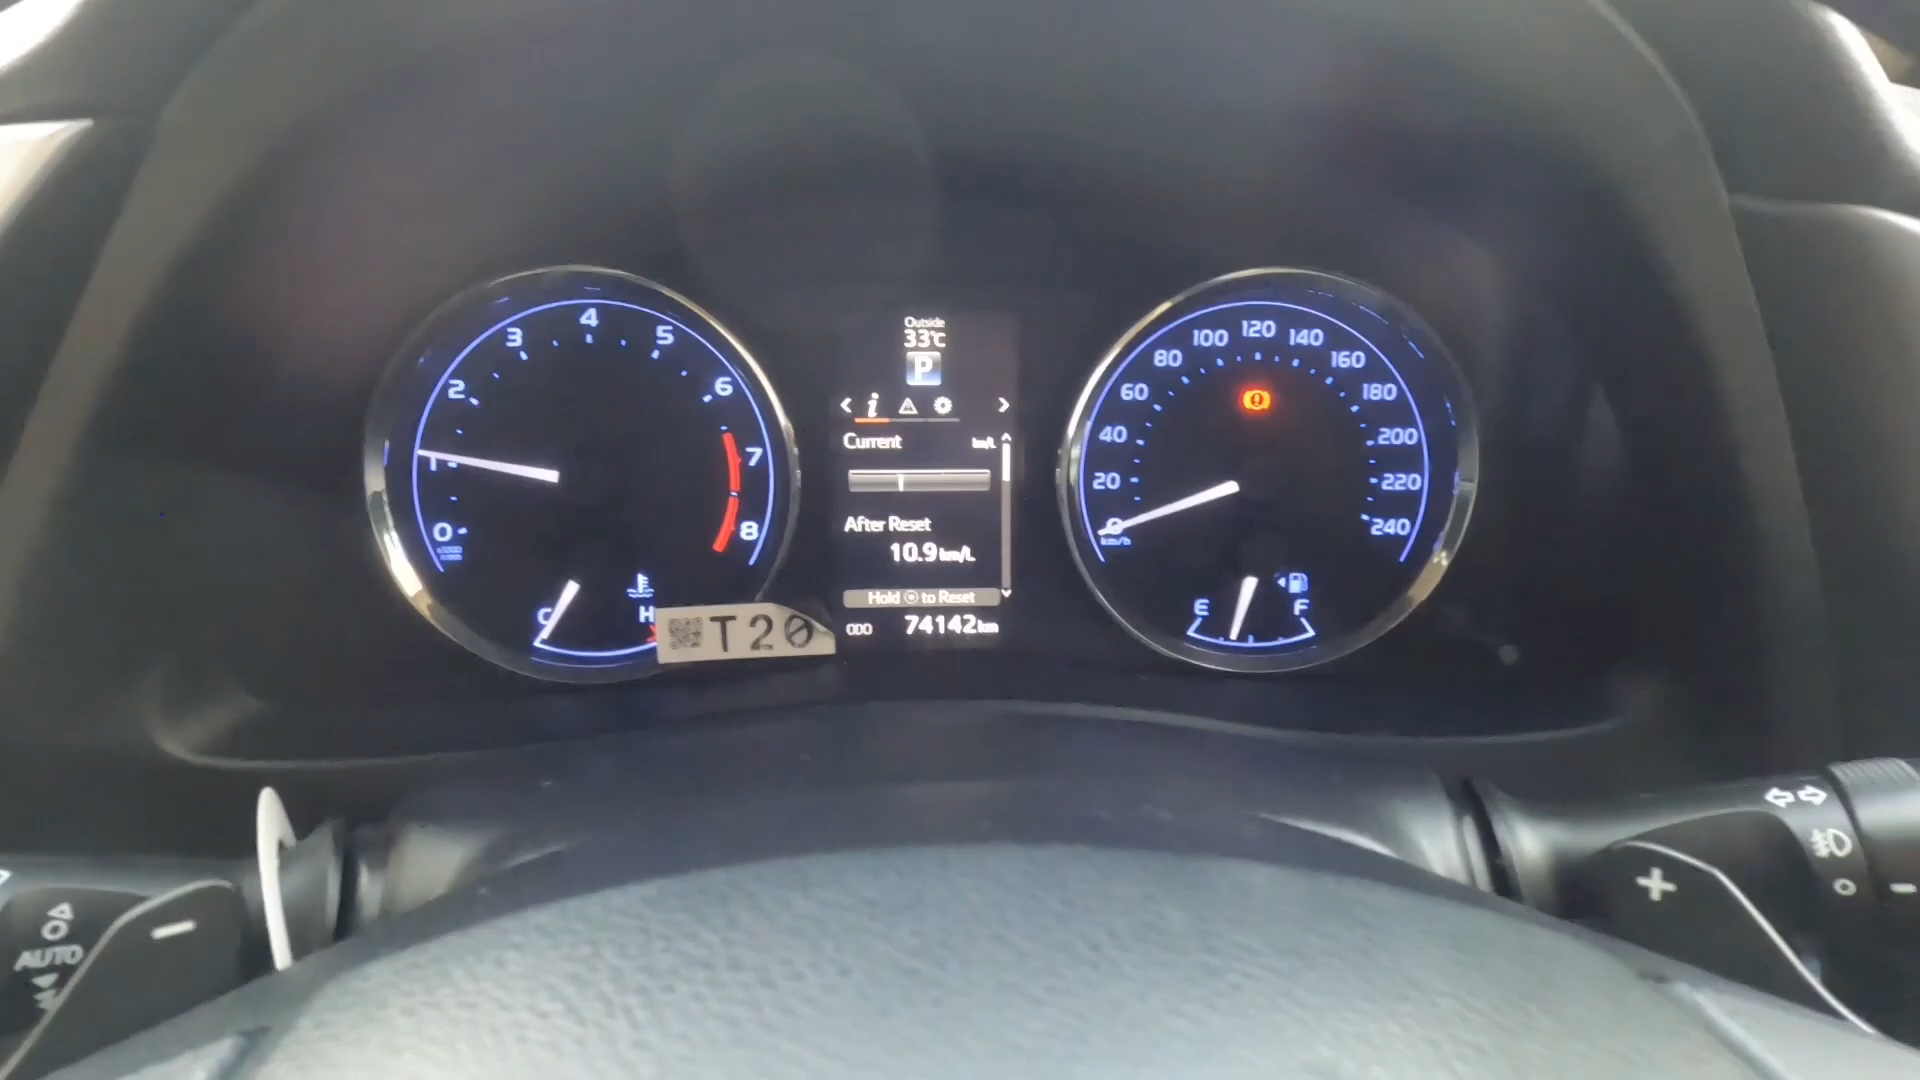 0
1
2
3
4
5
6
7
8
x1000
r/min
C
H
T20
Outside
33°C
P
Current km/L
After Reset
10.9 km/L
Hold to Reset
ODO 74142 km
0
20
40
60
80
100
120
140
160
180
200
220
240
km/h
E
F
AUTO